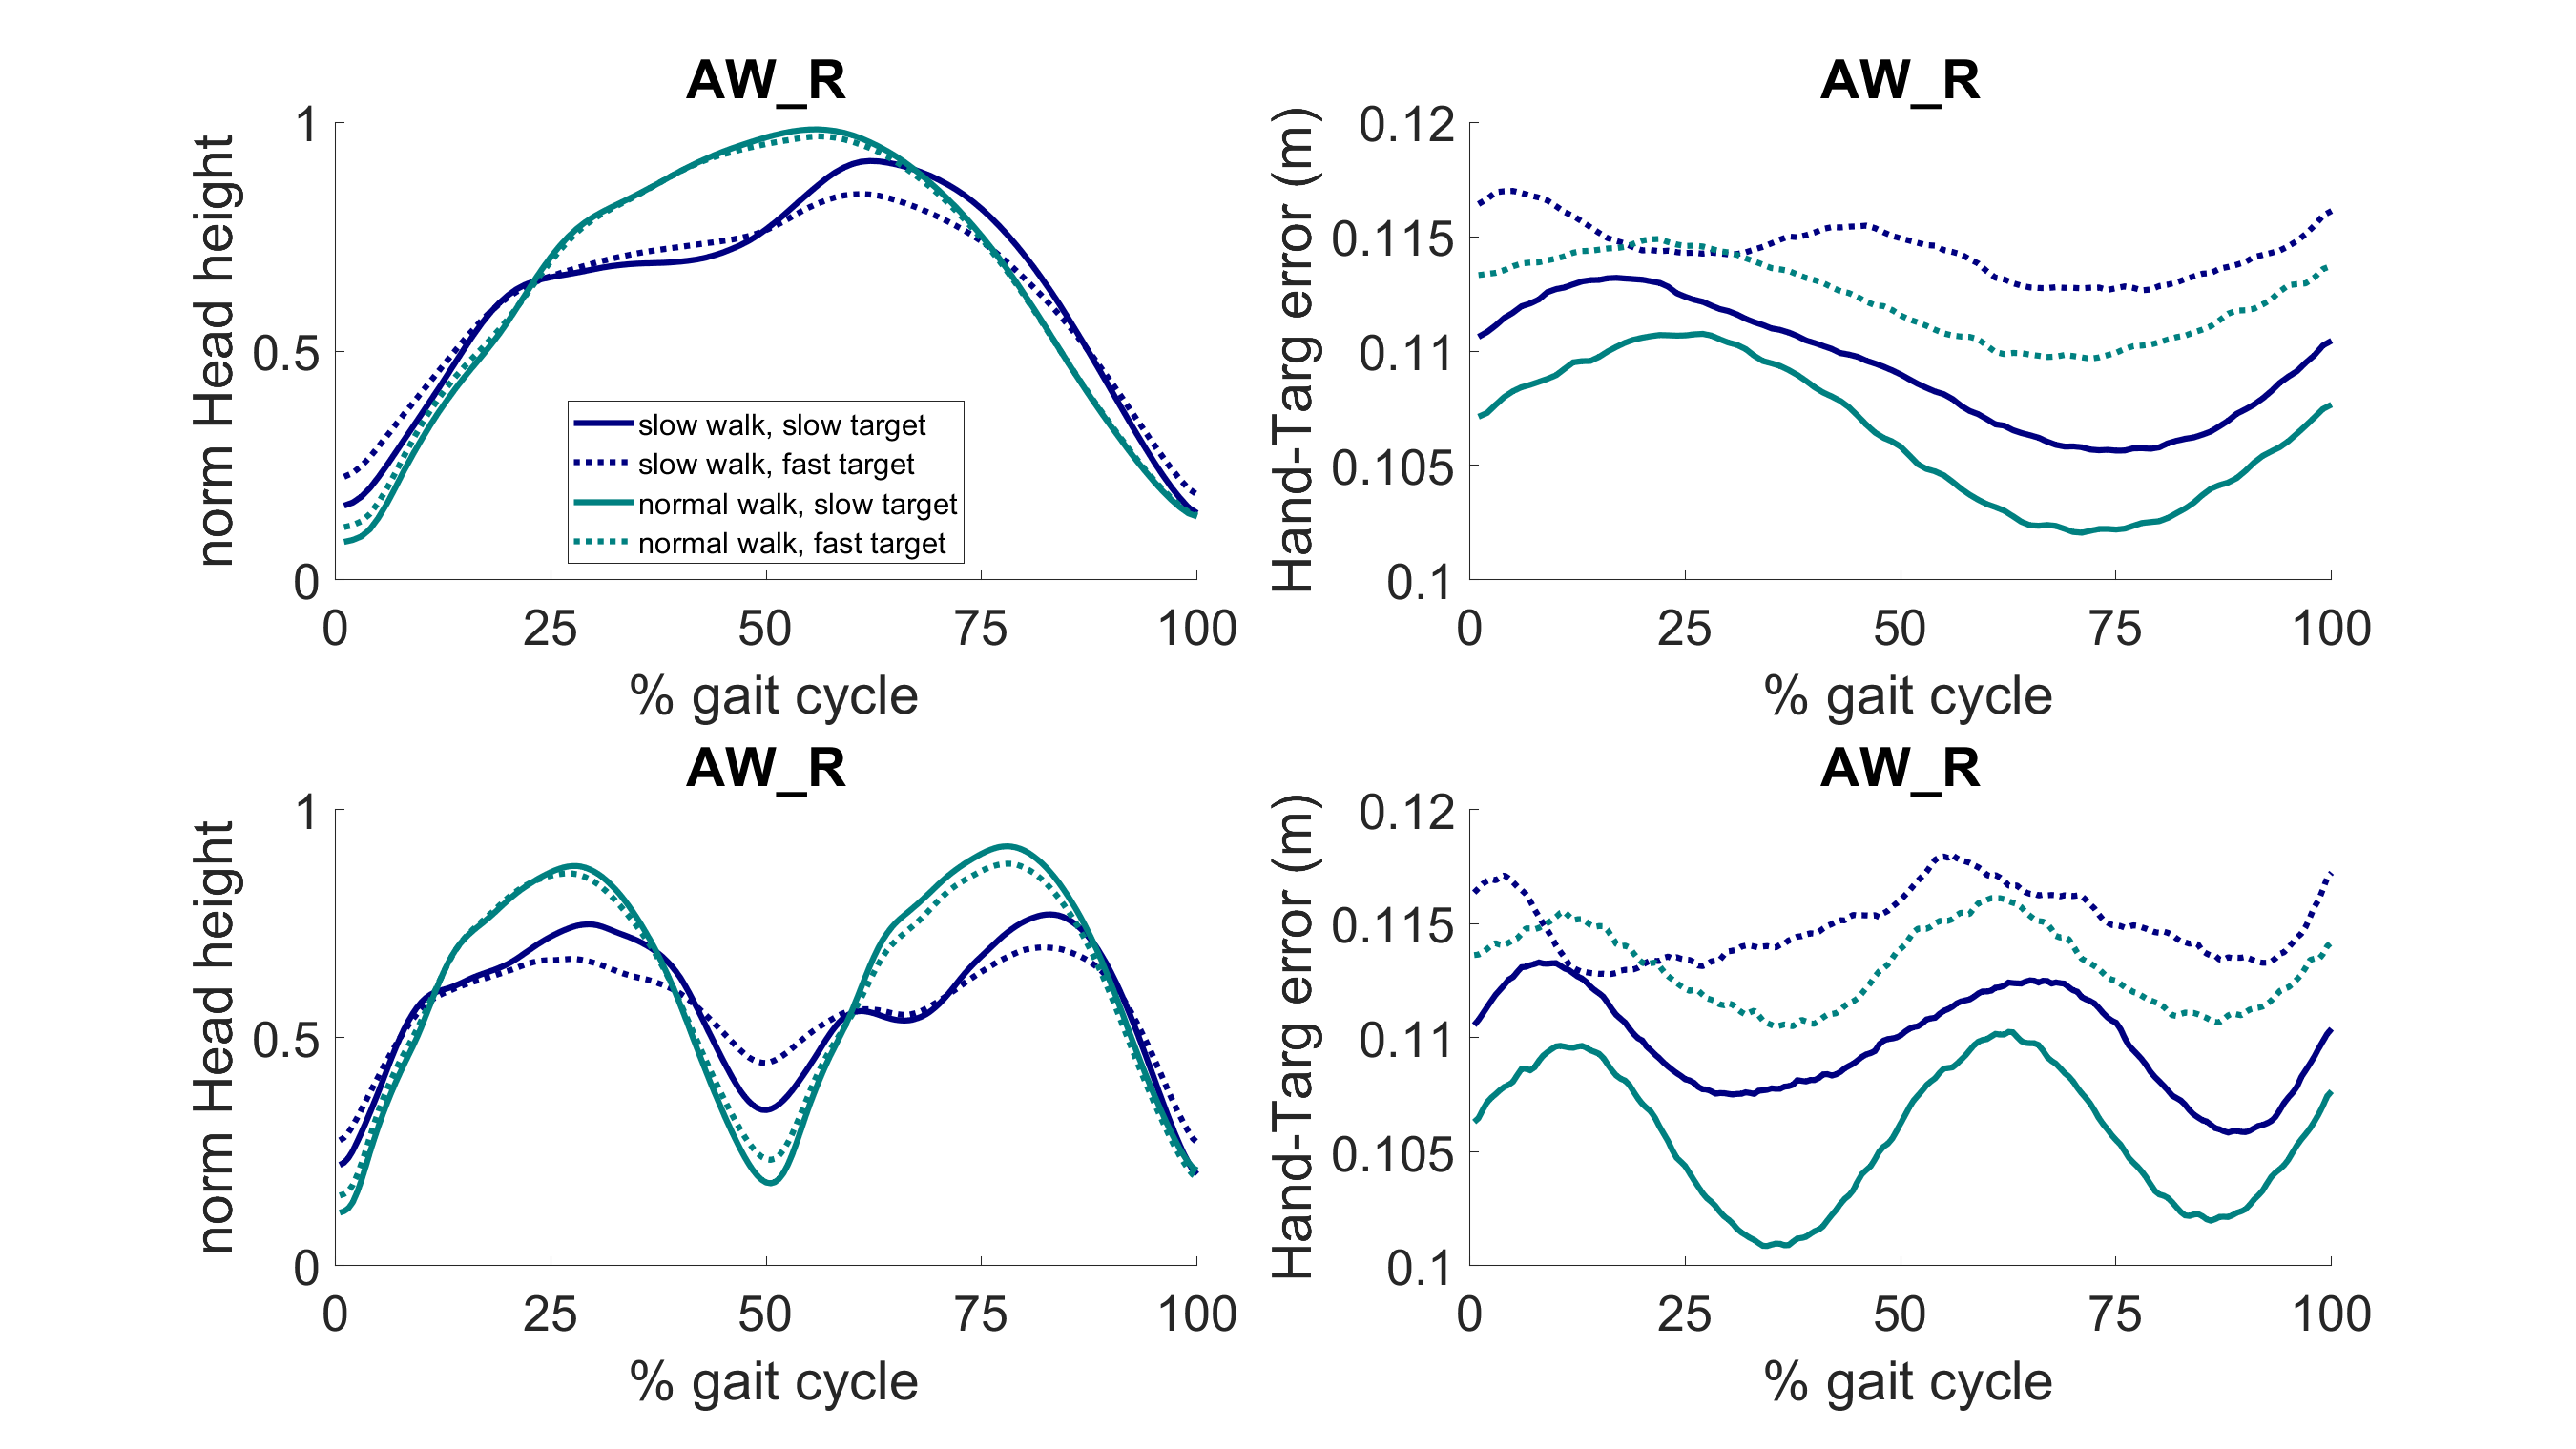 AW_R
norm Head height
1
0.5
0
slow walk, slow target
slow walk, fast target
normal walk, slow target
normal walk, fast target
0 25 50 75 100
% gait cycle
AW_R
Hand-Targ error (m)
0.12
0.115
0.11
0.105
0.1
0 25 50 75 100
% gait cycle
AW_R
norm Head height
1
0.5
0
0 25 50 75 100
% gait cycle
AW_R
Hand-Targ error (m)
0.12
0.115
0.11
0.105
0.1
0 25 50 75 100
% gait cycle